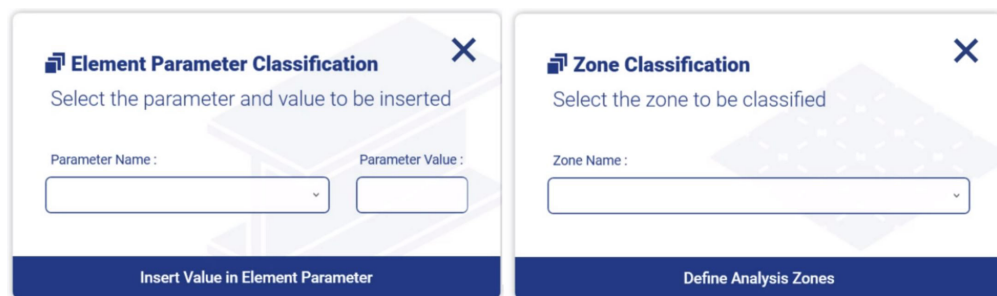 Element Parameter Classification
Select the parameter and value to be inserted
Parameter Name :
Parameter Value :
Insert Value in Element Parameter
Zone Classification
Select the zone to be classified
Zone Name :
Define Analysis Zones